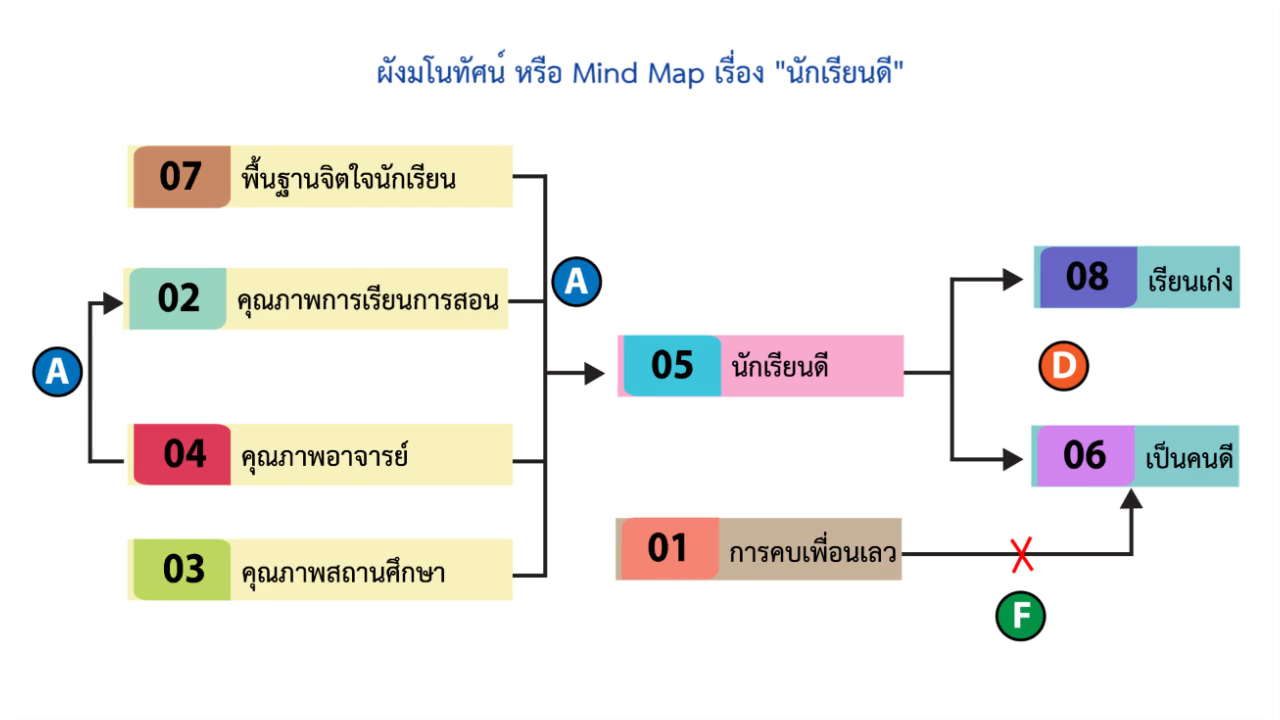 ผังมโนทัศน์ หรือ Mind Map เรื่อง "นักเรียนดี"
07 พื้นฐานจิตใจนักเรียน
A
02 คุณภาพการเรียนการสอน
08 เรียนเก่ง
A
05 นักเรียนดี
D
04 คุณภาพอาจารย์
06 เป็นคนดี
03 คุณภาพสถานศึกษา
01 การคบเพื่อนเลว
F